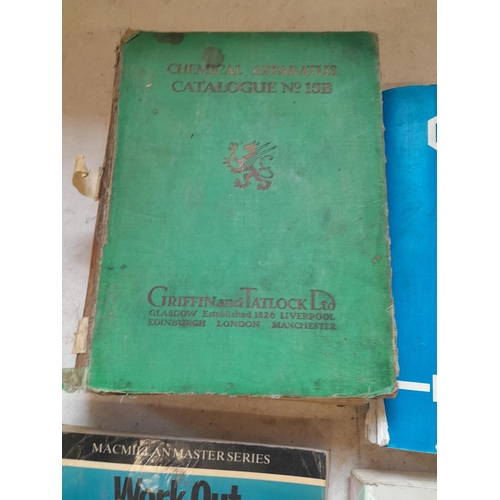 CHEMICAL APPARATUS
CATALOGUE Nº 15B
GRIFFIN and TATLOCK Ltd
GLASGOW Established 1826 LIVERPOOL
EDINBURGH LONDON MANCHESTER
MACMILLAN MASTER SERIES
Work Out